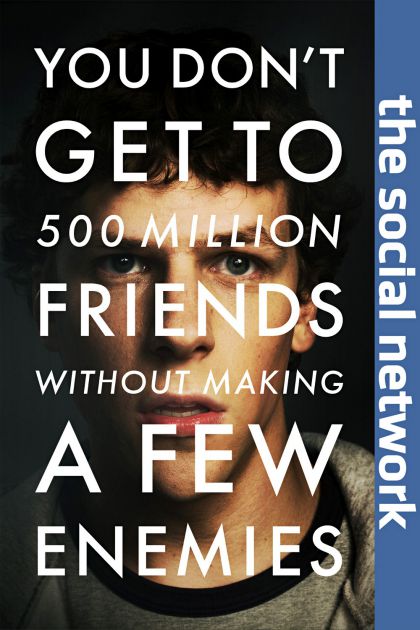 YOU DON'T
GET TO
500 MILLION
FRIENDS
WITHOUT MAKING
A FEW
ENEMIES
the social network